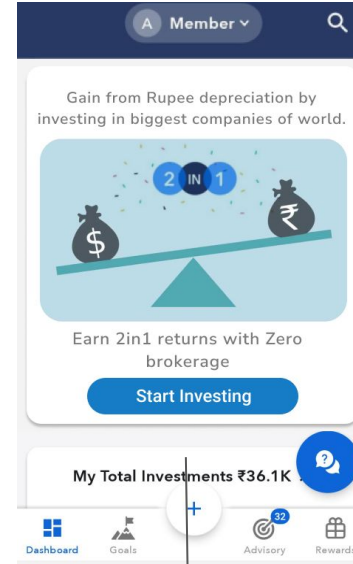 A Member
Gain from Rupee depreciation by
investing in biggest companies of world.
2 IN 1
$
₹
Earn 2in1 returns with Zero
brokerage
Start Investing
My Total Investments ₹36.1K
?
+
32
Dashboard
Goals
Advisory
Rewards